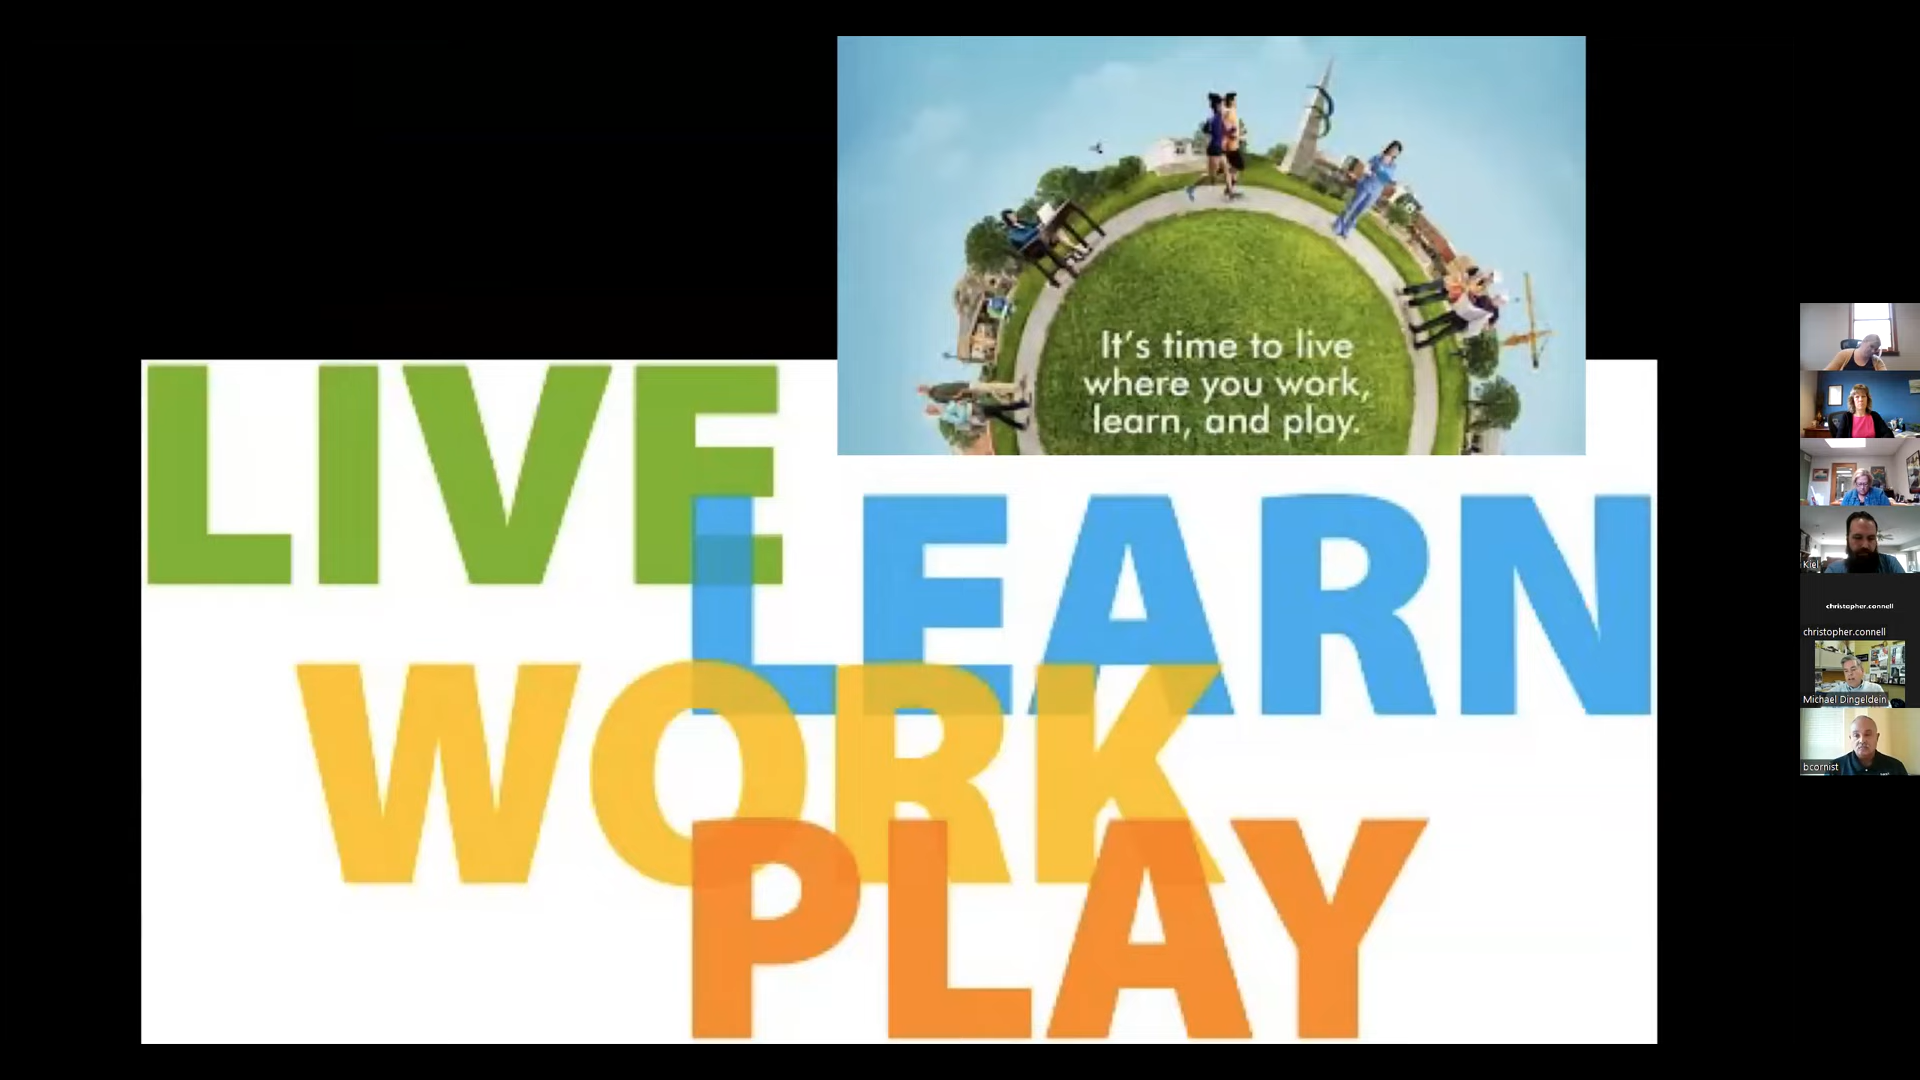 It's time to live
where you work,
learn, and play.
LIVE
LEARN
WORK
PLAY
Kiel
christopher.connell
christopher.connell
Michael Dingeldein
bcornist